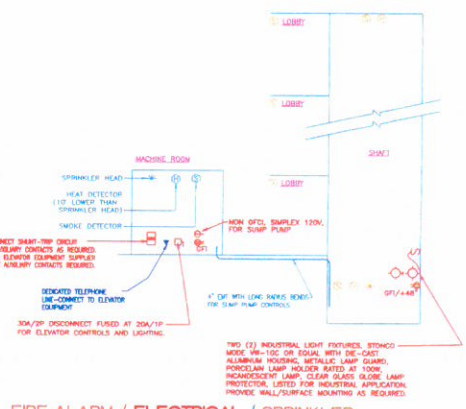 S LOBBY
S LOBBY
SHAFT
MACHINE ROOM
S LOBBY
SPRINKLER HEAD
H
S
HEAT DETECTOR
(10' LOWER THAN
SPRINKLER HEAD)
SMOKE DETECTOR
NON GFCI, SIMPLEX 120V.
FOR SUMP PUMP
NNECT SHUNT-TRIP CIRCUIT
AUXILIARY CONTACTS AS REQUIRED.
ELEVATOR EQUIPMENT SUPPLIER
AUXILIARY CONTACTS REQUIRED.
GFI
DEDICATED TELEPHONE
LINE-CONNECT TO ELEVATOR
EQUIPMENT
WITH LONG RADIUS BENDS
FOR SUMP PUMP CONTROLS
GFI/+48"
30A/2P DISCONNECT FUSED AT 20A/1P
FOR ELEVATOR CONTROLS AND LIGHTING.
TWO (2) INDUSTRIAL LIGHT FIXTURES, STONCO
MODE VW-1GC OR EQUAL WITH DIE-CAST
ALUMINUM HOUSING, METALLIC LAMP GUARD,
PORCELAIN LAMP HOLDER RATED AT 100W,
INCANDESCENT LAMP, CLEAR GLASS GLOBE LAMP
PROTECTOR, LISTED FOR INDUSTRIAL APPLICATION.
PROVIDE WALL/SURFACE MOUNTING AS REQUIRED.
FIRE ALARM / ELECTRICAL / SPRINKLER